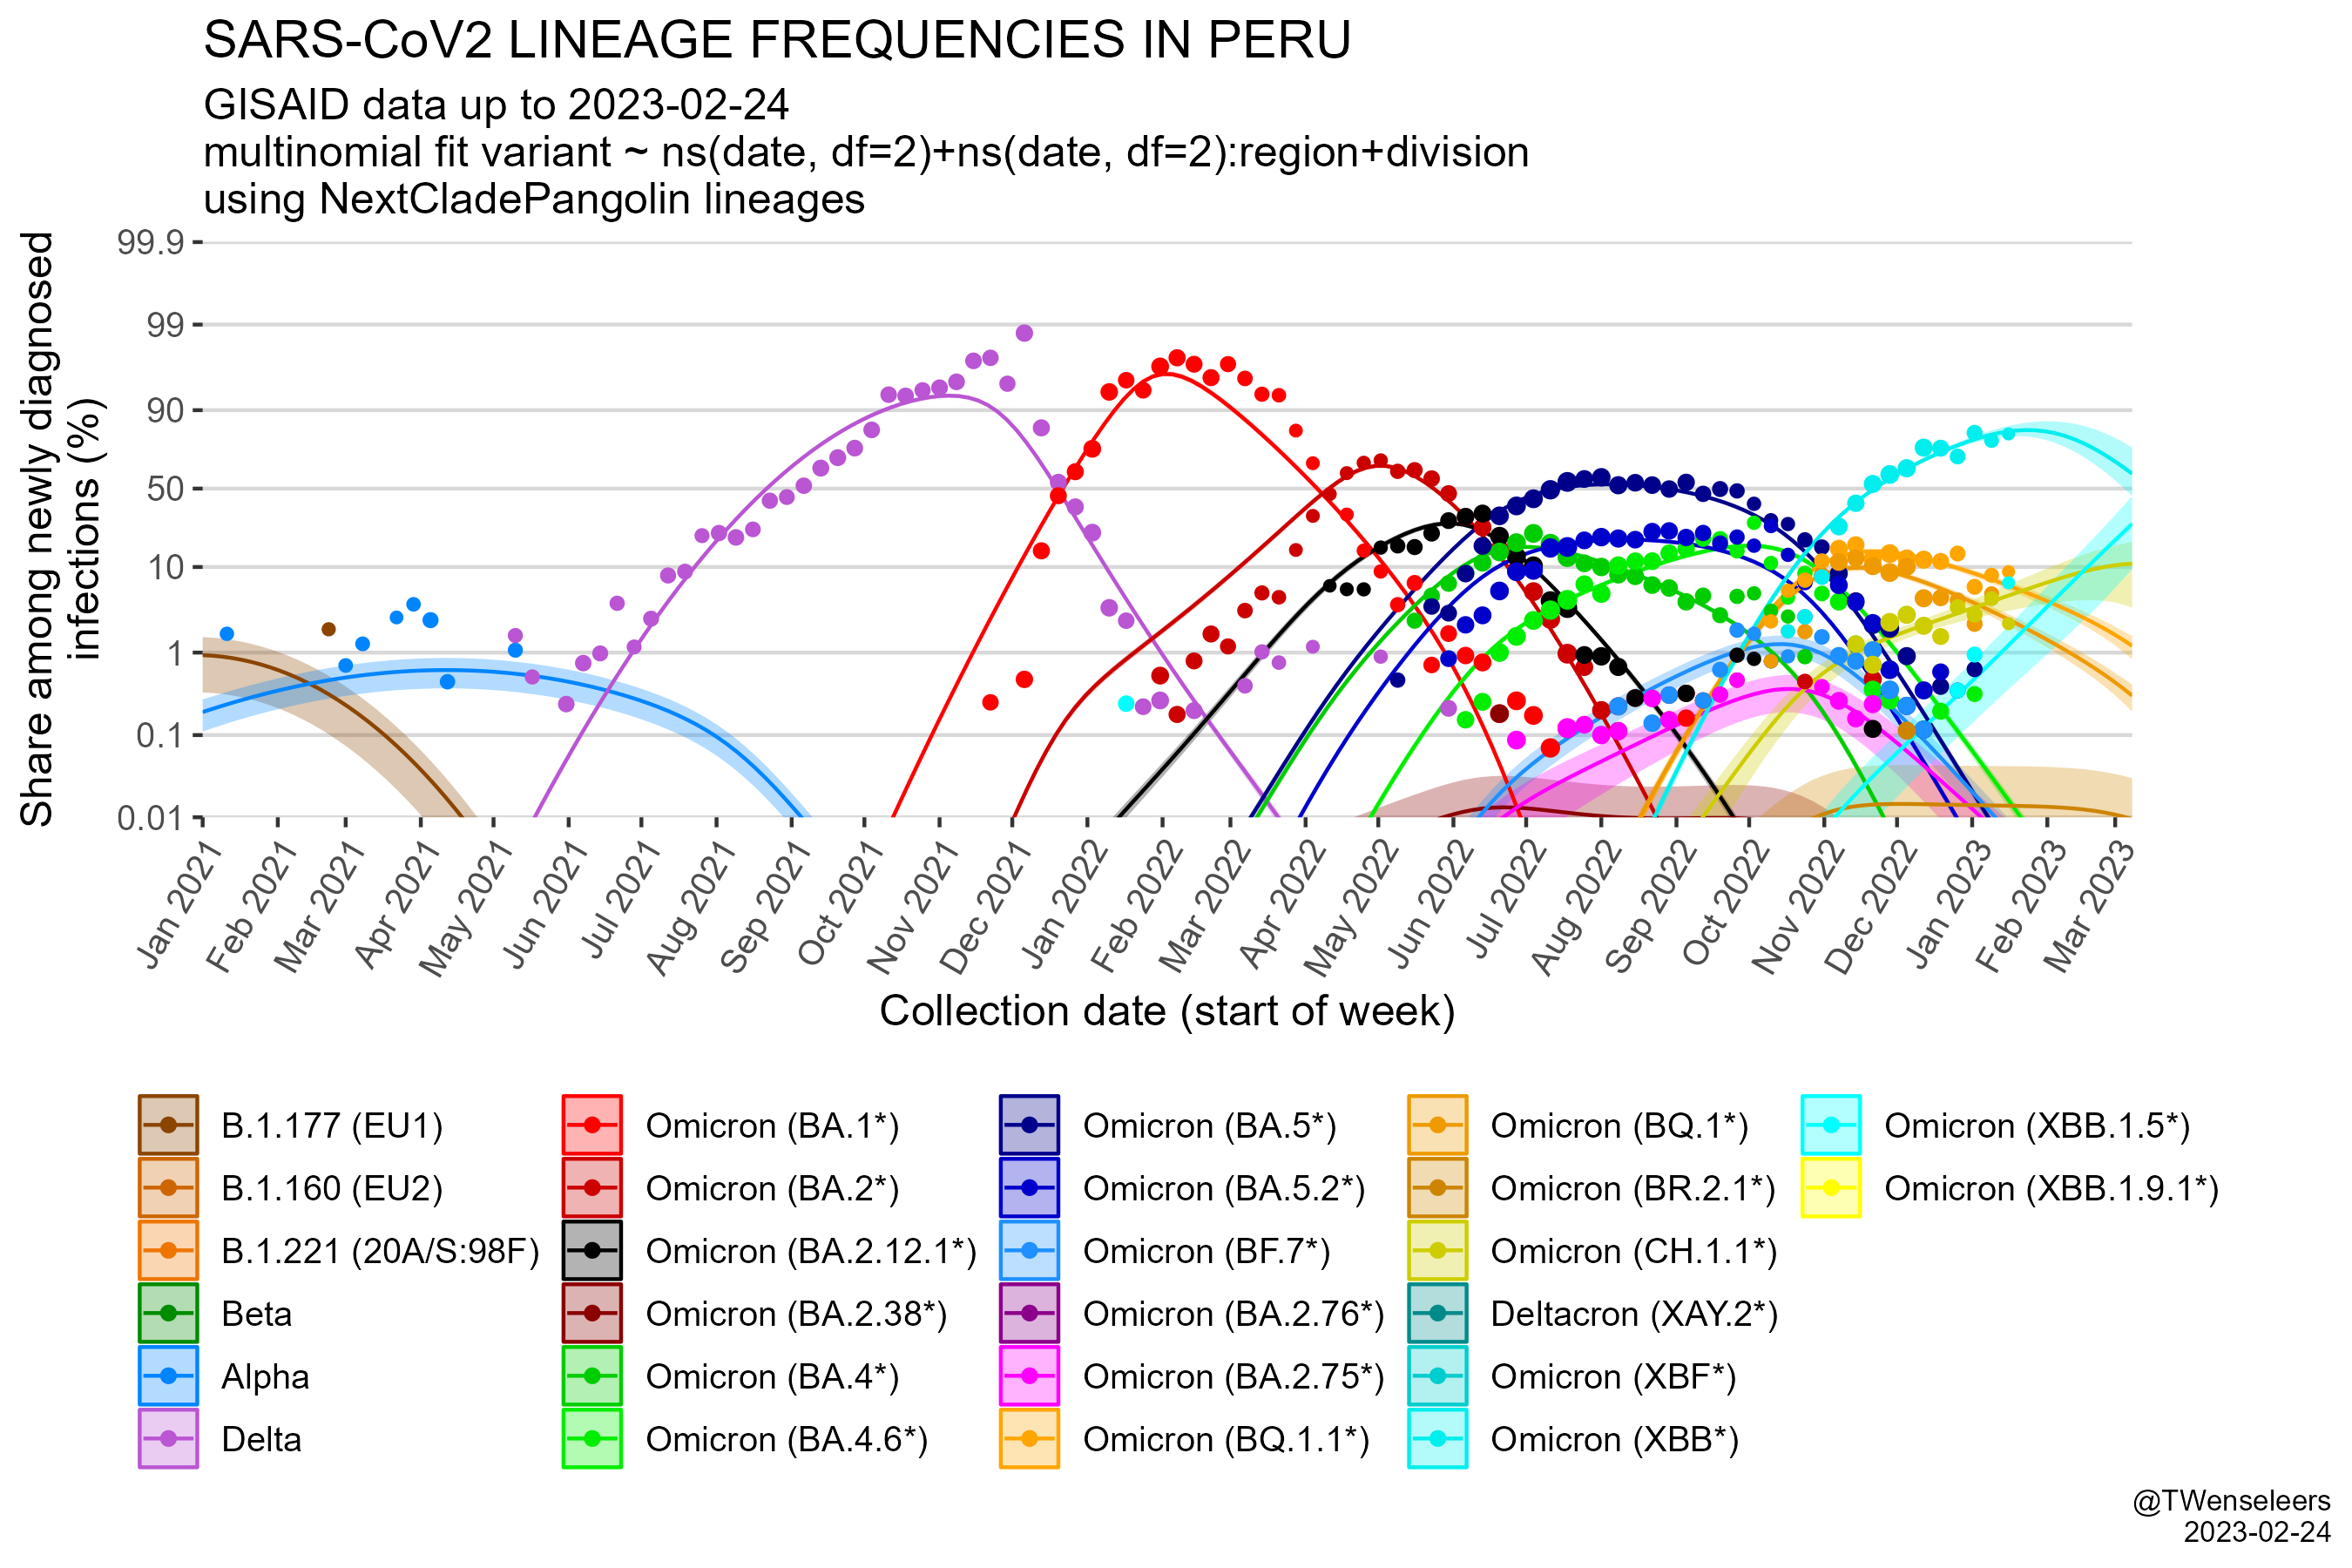 SARS-CoV2 LINEAGE FREQUENCIES IN PERU
GISAID data up to 2023-02-24
multinomial fit variant ~ ns(date, df=2)+ns(date, df=2):region+division
using NextCladePangolin lineages
Share among newly diagnosed
infections (%)
99.9
99
90
50
10
1
0.1
0.01
Jan 2021
Feb 2021
Mar 2021
Apr 2021
May 2021
Jun 2021
Jul 2021
Aug 2021
Sep 2021
Oct 2021
Nov 2021
Dec 2021
Jan 2022
Feb 2022
Mar 2022
Apr 2022
May 2022
Jun 2022
Jul 2022
Aug 2022
Sep 2022
Oct 2022
Nov 2022
Dec 2022
Jan 2023
Feb 2023
Mar 2023
Collection date (start of week)
B.1.177 (EU1)
B.1.160 (EU2)
B.1.221 (20A/S:98F)
Beta
Alpha
Delta
Omicron (BA.1*)
Omicron (BA.2*)
Omicron (BA.2.12.1*)
Omicron (BA.2.38*)
Omicron (BA.4*)
Omicron (BA.4.6*)
Omicron (BA.5*)
Omicron (BA.5.2*)
Omicron (BF.7*)
Omicron (BA.2.76*)
Omicron (BA.2.75*)
Omicron (BQ.1.1*)
Omicron (BQ.1*)
Omicron (BR.2.1*)
Omicron (CH.1.1*)
Deltacron (XAY.2*)
Omicron (XBF*)
Omicron (XBB*)
Omicron (XBB.1.5*)
Omicron (XBB.1.9.1*)
@TWenseleers
2023-02-24